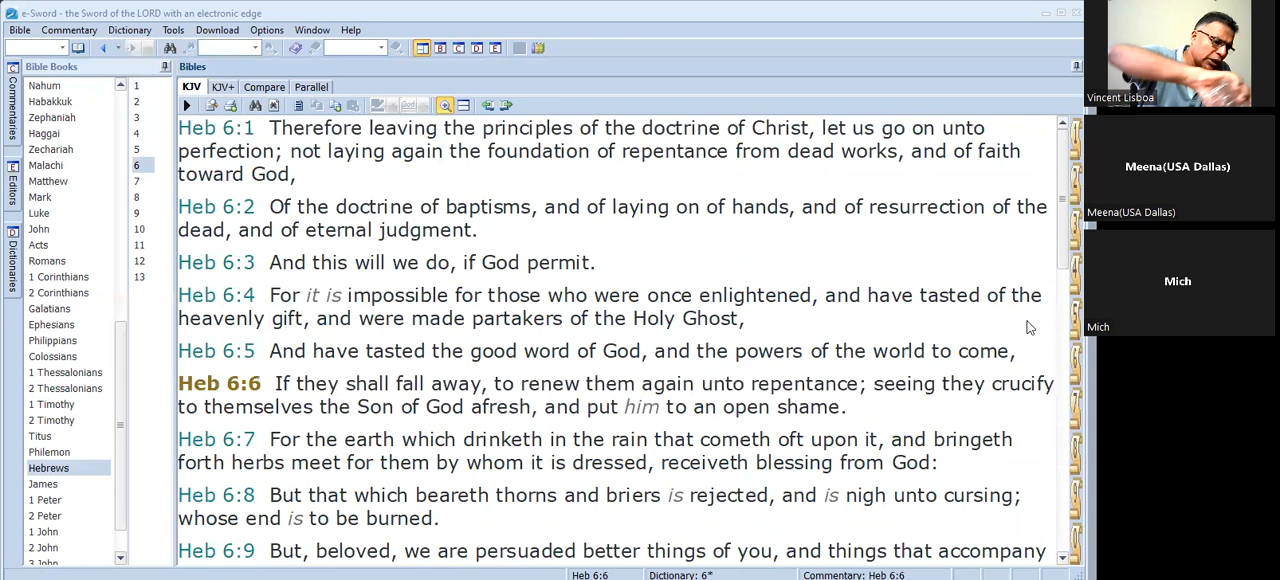 e-Sword - the Sword of the LORD with an electronic edge
Bible Commentary Dictionary Tools Download Options Window Help
B C D E
Bible Books
Bibles
Commentaries
Editors
Dictionaries
KJV KJV+ Compare Parallel
Nahum 1
Habakkuk 2
Zephaniah 3
Haggai 4
Zechariah 5
Malachi 6
Matthew 7
Mark 8
Luke 9
John 10
Acts 11
Romans 12
1 Corinthians 13
2 Corinthians
Galatians
Ephesians
Philippians
Colossians
1 Thessalonians
2 Thessalonians
1 Timothy
2 Timothy
Titus
Philemon
Hebrews
James
1 Peter
2 Peter
1 John
2 John
3 John
Heb 6:1 Therefore leaving the principles of the doctrine of Christ, let us go on unto
perfection; not laying again the foundation of repentance from dead works, and of faith
toward God,
Heb 6:2 Of the doctrine of baptisms, and of laying on of hands, and of resurrection of the
dead, and of eternal judgment.
Heb 6:3 And this will we do, if God permit.
Heb 6:4 For it is impossible for those who were once enlightened, and have tasted of the
heavenly gift, and were made partakers of the Holy Ghost,
Heb 6:5 And have tasted the good word of God, and the powers of the world to come,
Heb 6:6 If they shall fall away, to renew them again unto repentance; seeing they crucify
to themselves the Son of God afresh, and put him to an open shame.
Heb 6:7 For the earth which drinketh in the rain that cometh oft upon it, and bringeth
forth herbs meet for them by whom it is dressed, receiveth blessing from God:
Heb 6:8 But that which beareth thorns and briers is rejected, and is nigh unto cursing;
whose end is to be burned.
Heb 6:9 But, beloved, we are persuaded better things of you, and things that accompany
Heb 6:6 Dictionary: 6* Commentary: Heb 6:6
Vincent Lisboa
Meena(USA Dallas)
Meena(USA Dallas)
Mich
Mich